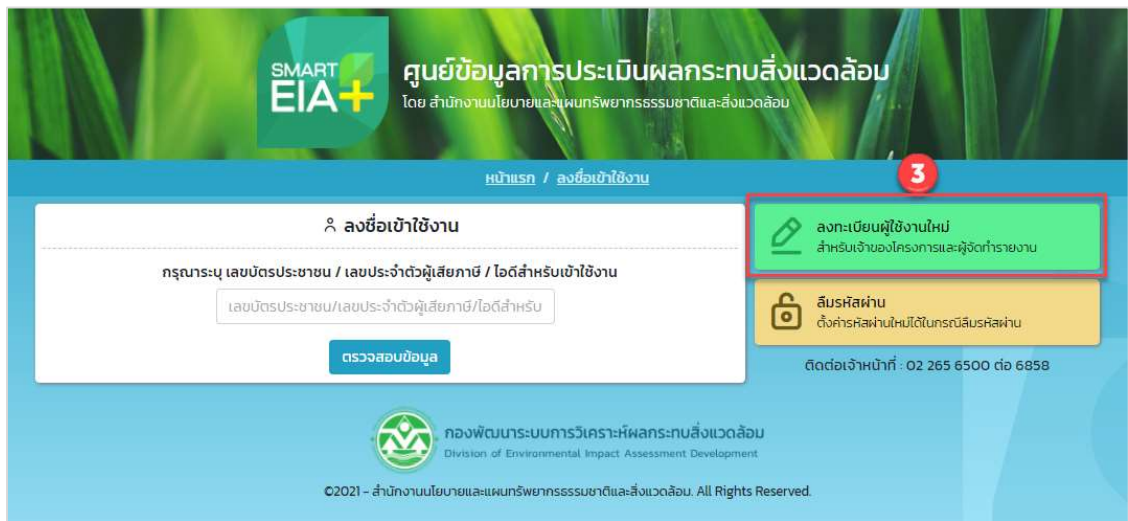 SMART
EIA+
ศูนย์ข้อมูลการประเมินผลกระทบสิ่งแวดล้อม
โดย สำนักงานนโยบายและแผนทรัพยากรธรรมชาติและสิ่งแวดล้อม
หน้าแรก / ลงชื่อเข้าใช้งาน
3
ลงชื่อเข้าใช้งาน
กรุณาระบุ เลขบัตรประชาชน / เลขประจำตัวผู้เสียภาษี / ไอดีสำหรับเข้าใช้งาน
เลขบัตรประชาชน/เลขประจำตัวผู้เสียภาษี/ไอดีสำหรับ
ตรวจสอบข้อมูล
ลงทะเบียนผู้ใช้งานใหม่
สำหรับเจ้าของโครงการและผู้จัดทำรายงาน
ลืมรหัสผ่าน
ตั้งค่ารหัสผ่านใหม่ได้ในกรณีลืมรหัสผ่าน
ติดต่อเจ้าหน้าที่ : 02 265 6500 ต่อ 6858
กองพัฒนาระบบการวิเคราะห์ผลกระทบสิ่งแวดล้อม
Division of Environmental Impact Assessment Development
©2021 - สำนักงานนโยบายและแผนทรัพยากรธรรมชาติและสิ่งแวดล้อม. All Rights Reserved.